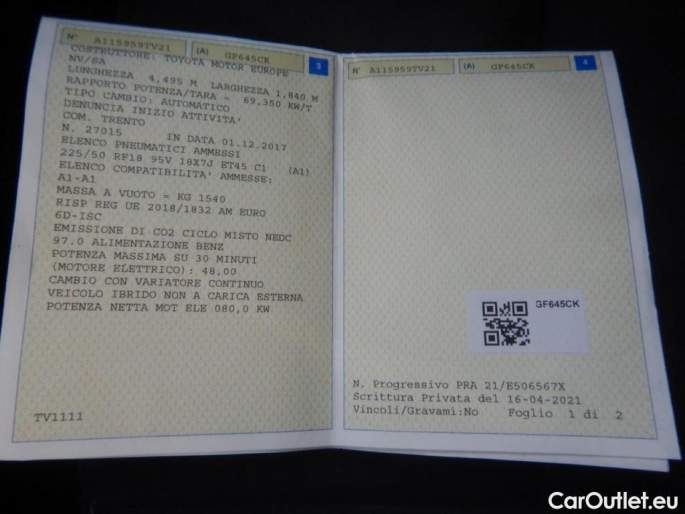 N° A115959TV21 (A) GF645CK 3
COSTRUTTORE: TOYOTA MOTOR EUROPE
NV/SA
LUNGHEZZA 4,495 M LARGHEZZA 1,840 M
RAPPORTO POTENZA/TARA = 69,350 KW/T
TIPO CAMBIO: AUTOMATICO
DENUNCIA INIZIO ATTIVITA'
COM. TRENTO
N. 27015 IN DATA 01.12.2017
ELENCO PNEUMATICI AMMESSI
225/50 RF18 95V 18X7J ET45 C1 (A1)
ELENCO COMPATIBILITA' AMMESSE:
A1-A1
MASSA A VUOTO = KG 1540
RISP REG UE 2018/1832 AM EURO
6D-ISC
EMISSIONE DI CO2 CICLO MISTO NEDC
97.0 ALIMENTAZIONE BENZ
POTENZA MASSIMA SU 30 MINUTI
(MOTORE ELETTRICO): 48,00
CAMBIO CON VARIATORE CONTINUO
VEICOLO IBRIDO NON A CARICA ESTERNA
POTENZA NETTA MOT ELE 080,0 KW
TV1111
N° A115959TV21 (A) GF645CK 4
GF645CK
N. Progressivo PRA 21/E506567X
Scrittura Privata del 16-04-2021
Vincoli/Gravami:No Foglio 1 di 2
CarOutlet.eu